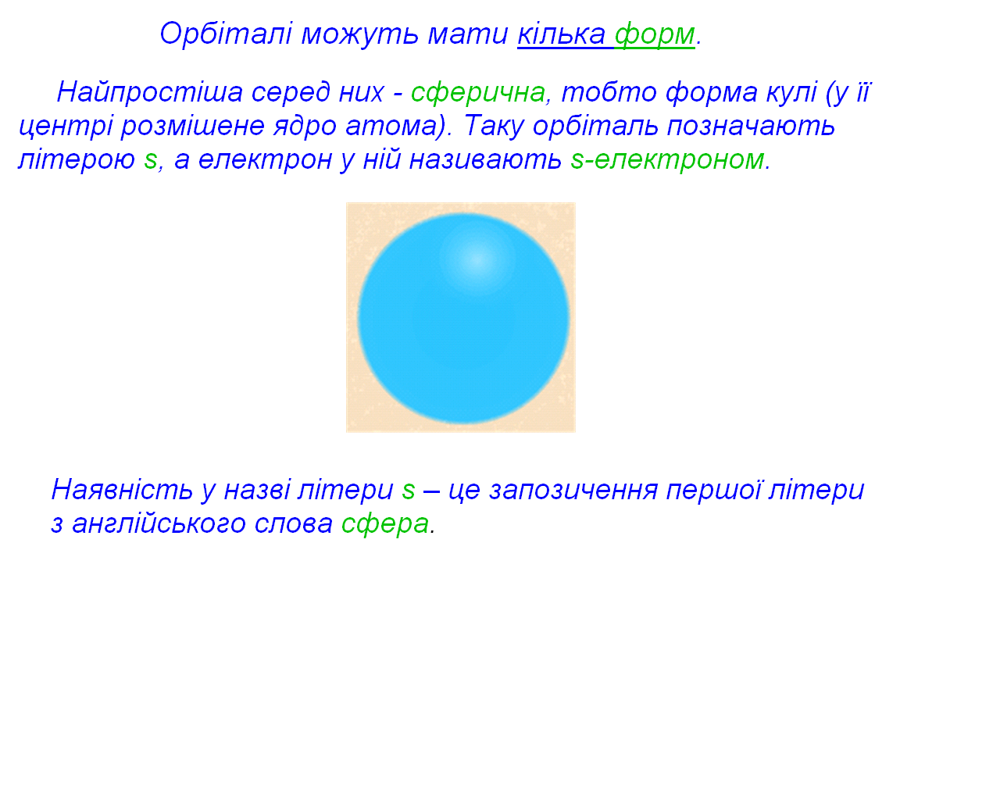 Орбіталі можуть мати кілька форм.
Найпростіша серед них - сферична, тобто форма кулі (у її
центрі розмішене ядро атома). Таку орбіталь позначають
літерою s, а електрон у ній називають s-електроном.
Наявність у назві літери s – це запозичення першої літери
з англійського слова сфера.